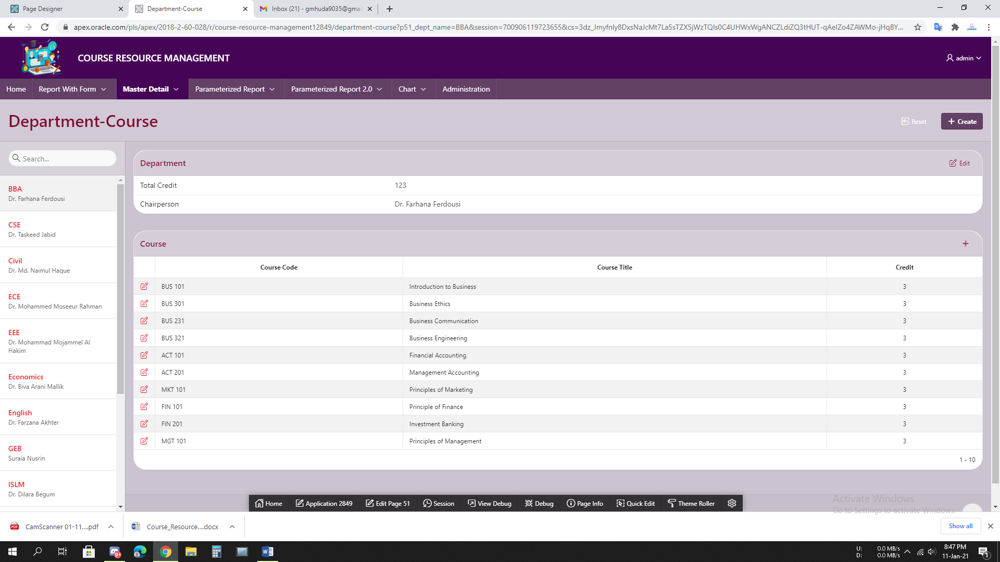 Page Designer
Department-Course
Inbox (21) - gmhuda9035@gmai
apex.oracle.com/pls/apex/2018-2-60-028/r/course-resource-management12849/department-course?p51_dept_name=BBA&session=700906119723655&cs=3dz_Jmyfnly8DxsNaJcMt7La5sTZX5jWzTQIs0C4UHWxWgANCZLdiZQ3tHUT-qAelZo4ZAWMo-jHqBY...
COURSE RESOURCE MANAGEMENT
admin
Home Report With Form Master Detail Parameterized Report Parameterized Report 2.0 Chart Administration
Department-Course
Reset
Create
Search...
BBA
Dr. Farhana Ferdousi
CSE
Dr. Taskeed Jabid
Civil
Dr. Md. Naimul Haque
ECE
Dr. Mohammed Moseeur Rahman
EEE
Dr. Mohammad Mojammel Al
Hakim
Economics
Dr. Biva Arani Mallik
English
Dr. Farzana Akhter
GEB
Suraia Nusrin
ISLM
Dr. Dilara Begum
Department
Edit
Total Credit 123
Chairperson Dr. Farhana Ferdousi
Course
Course Code Course Title Credit
BUS 101 Introduction to Business 3
BUS 301 Business Ethics 3
BUS 231 Business Communication 3
BUS 321 Business Engineering 3
ACT 101 Financial Accounting 3
ACT 201 Management Accounting 3
MKT 101 Principles of Marketing 3
FIN 101 Principle of Finance 3
FIN 201 Investment Banking 3
MGT 101 Principles of Management 3
1 - 10
Home Application 2849 Edit Page 51 Session View Debug Debug Page Info Quick Edit Theme Roller
Activate Windows
Go to Settings to activate Windows.
CamScanner 01-11....pdf
Course_Resource....docx
Show all
9+
U: 0.0 MB/s
D: 0.0 MB/s
8:47 PM
11-Jan-21
1